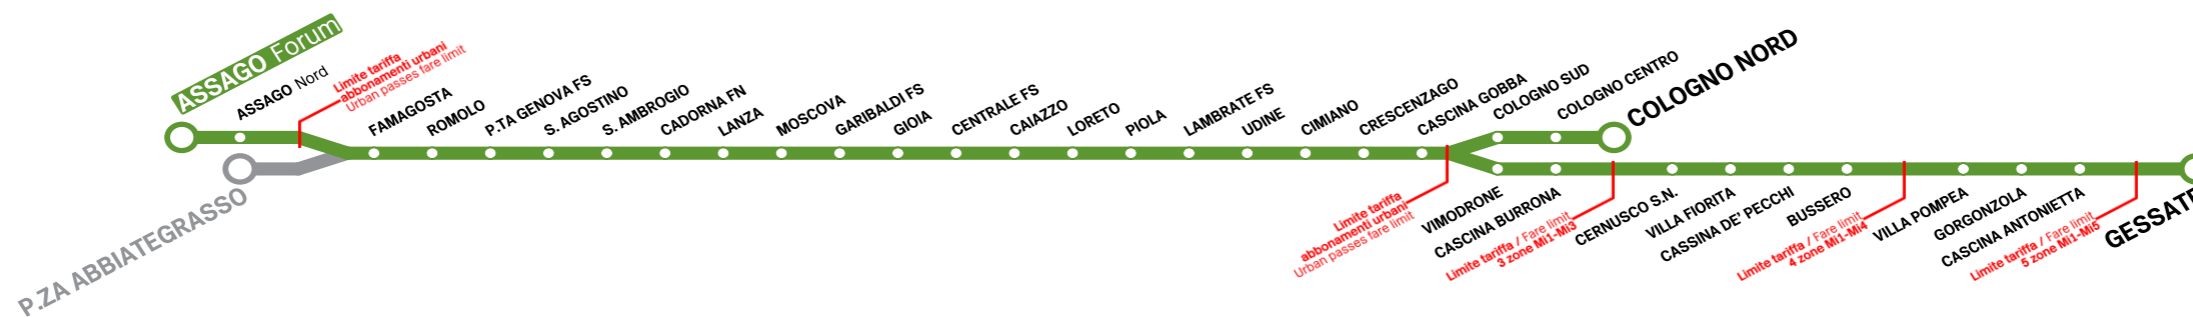 ASSAGO Forum
ASSAGO Nord
Limite tariffa
abbonamenti urbani
Urban passes fare limit
P.ZA ABBIATEGRASSO
FAMAGOSTA
ROMOLO
P.TA GENOVA FS
S. AGOSTINO
S. AMBROGIO
CADORNA FN
LANZA
MOSCOVA
GARIBALDI FS
GIOIA
CENTRALE FS
CAIAZZO
LORETO
PIOLA
LAMBRATE FS
UDINE
CIMIANO
CRESCENZAGO
CASCINA GOBBA
COLOGNO SUD
COLOGNO CENTRO
COLOGNO NORD
Limite tariffa
abbonamenti urbani
Urban passes fare limit
VIMODRONE
CASCINA BURRONA
Limite tariffa / Fare limit
3 zone Mi1-Mi3
CERNUSCO S.N.
VILLA FIORITA
CASSINA DE' PECCHI
BUSSERO
Limite tariffa / Fare limit
4 zone Mi1-Mi4
VILLA POMPEA
GORGONZOLA
CASCINA ANTONIETTA
Limite tariffa / Fare limit
5 zone Mi1-Mi5
GESSATE